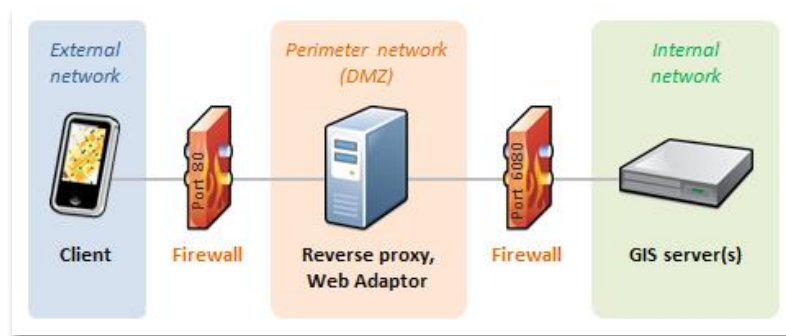 External
network
Perimeter network
(DMZ)
Internal
network
Port 80
Port 6080
Client
Firewall
Reverse proxy,
Web Adaptor
Firewall
GIS server(s)